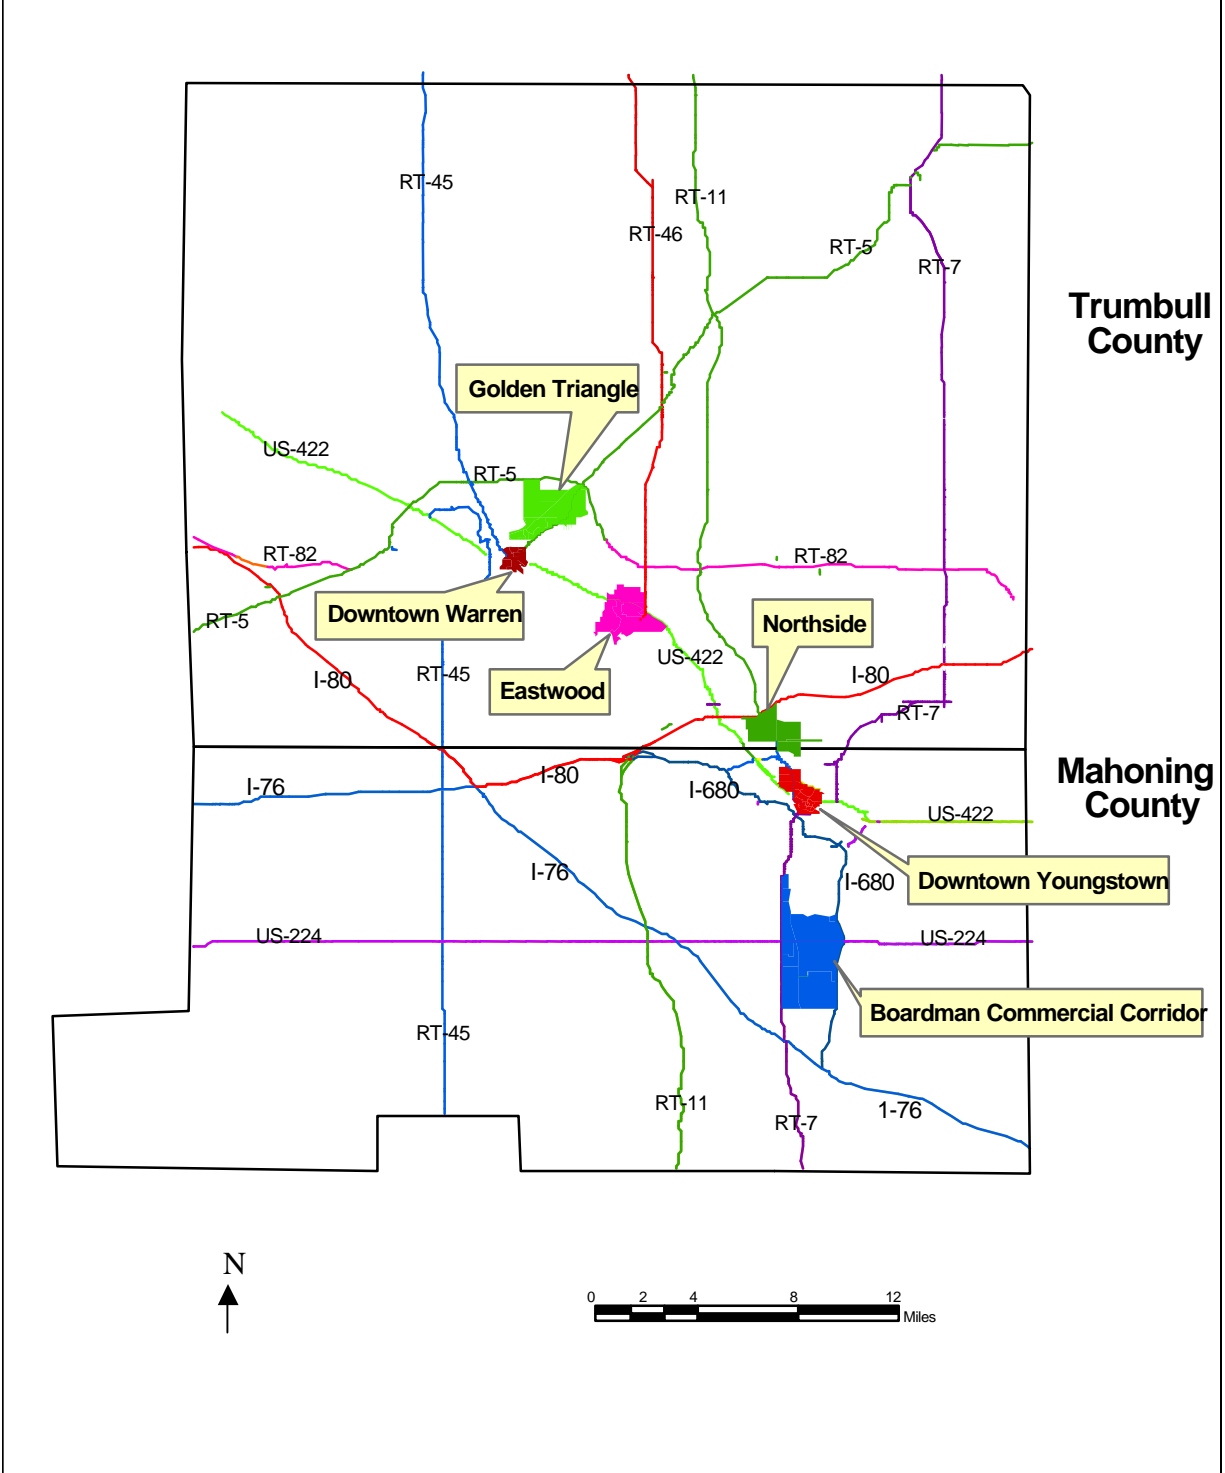 RT-45
RT-11
RT-46
RT-5
RT-7
Trumbull
County
Golden Triangle
US-422
RT-5
RT-82
RT-82
Downtown Warren
RT-5
Northside
US-422
RT-45
I-80
I-80
Eastwood
RT-7
I-80
I-76
I-680
Mahoning
County
US-422
I-76
I-680
Downtown Youngstown
US-224
US-224
Boardman Commercial Corridor
RT-45
RT-11
1-76
RT-7
N
0 2 4 8 12
Miles